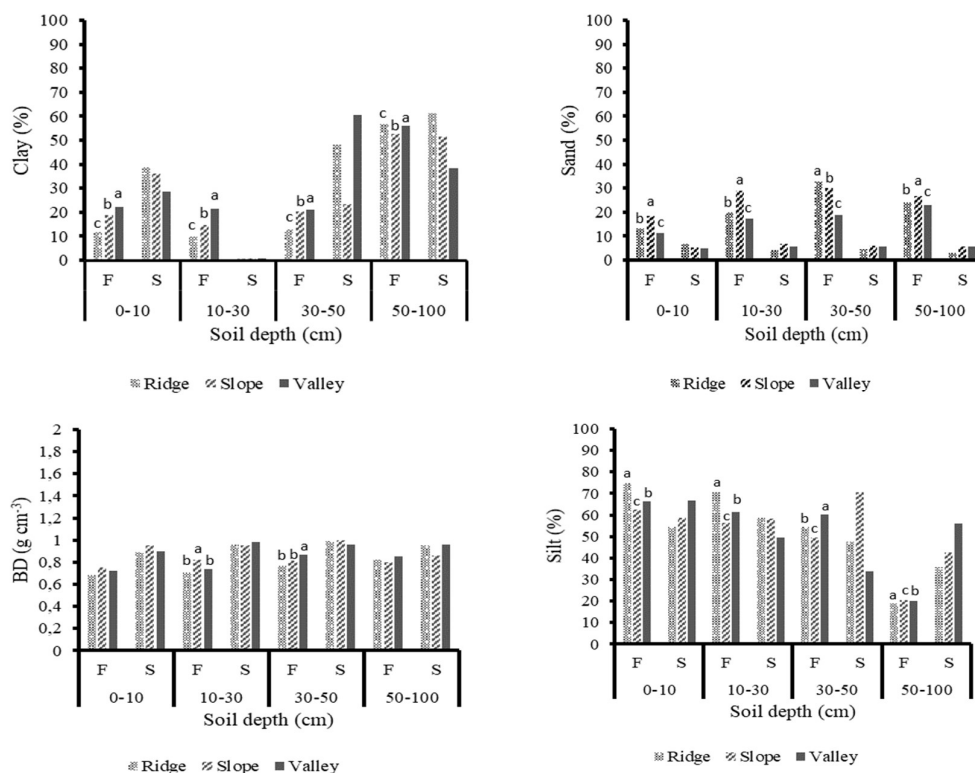 100
90
80
70
60
50
40
30
20
10
0
Clay (%)
c b a
c b a
c b a
c b a
F S F S F S F S
0-10 10-30 30-50 50-100
Soil depth (cm)
Ridge Slope Valley
100
90
80
70
60
50
40
30
20
10
0
Sand (%)
b a c
b a c
a b c
b a c
F S F S F S F S
0-10 10-30 30-50 50-100
Soil depth (cm)
Ridge Slope Valley
2
1,8
1,6
1,4
1,2
1
0,8
0,6
0,4
0,2
0
BD (g cm⁻³)
b a b
b b a
F S F S F S F S
0-10 10-30 30-50 50-100
Soil depth (cm)
Ridge Slope Valley
100
90
80
70
60
50
40
30
20
10
0
Silt (%)
a c b
a c b
b c a
a c b
F S F S F S F S
0-10 10-30 30-50 50-100
Soil depth (cm)
Ridge Slope Valley